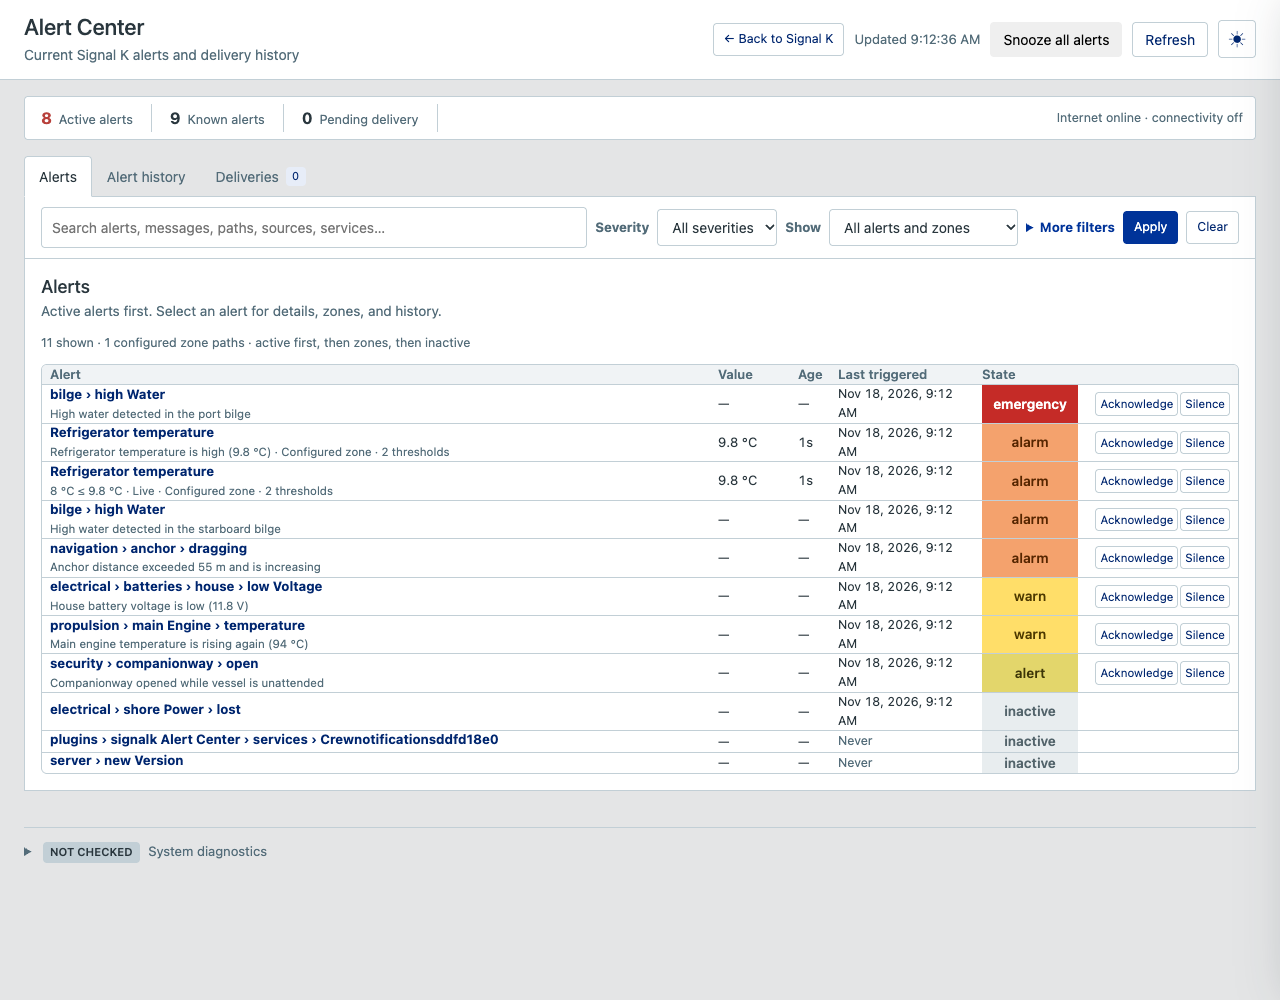 Alert Center
Current Signal K alerts and delivery history
← Back to Signal K
Updated 9:12:36 AM
Snooze all alerts
Refresh
8 Active alerts
9 Known alerts
0 Pending delivery
Internet online · connectivity off
Alerts
Alert history
Deliveries 0
Search alerts, messages, paths, sources, services...
Severity
All severities
Show
All alerts and zones
▶ More filters
Apply
Clear
Alerts
Active alerts first. Select an alert for details, zones, and history.
11 shown · 1 configured zone paths · active first, then zones, then inactive
Alert Value Age Last triggered State
bilge › high Water
High water detected in the port bilge
— — Nov 18, 2026, 9:12
AM
emergency Acknowledge Silence
Refrigerator temperature
Refrigerator temperature is high (9.8 °C) · Configured zone · 2 thresholds
9.8 °C 1s Nov 18, 2026, 9:12
AM
alarm Acknowledge Silence
Refrigerator temperature
8 °C ≤ 9.8 °C · Live · Configured zone · 2 thresholds
9.8 °C 1s Nov 18, 2026, 9:12
AM
alarm Acknowledge Silence
bilge › high Water
High water detected in the starboard bilge
— — Nov 18, 2026, 9:12
AM
alarm Acknowledge Silence
navigation › anchor › dragging
Anchor distance exceeded 55 m and is increasing
— — Nov 18, 2026, 9:12
AM
alarm Acknowledge Silence
electrical › batteries › house › low Voltage
House battery voltage is low (11.8 V)
— — Nov 18, 2026, 9:12
AM
warn Acknowledge Silence
propulsion › main Engine › temperature
Main engine temperature is rising again (94 °C)
— — Nov 18, 2026, 9:12
AM
warn Acknowledge Silence
security › companionway › open
Companionway opened while vessel is unattended
— — Nov 18, 2026, 9:12
AM
alert Acknowledge Silence
electrical › shore Power › lost
— — Nov 18, 2026, 9:12
AM
inactive
plugins › signalk Alert Center › services › Crewnotificationsddfd18e0
— — Never inactive
server › new Version
— — Never inactive
▶ NOT CHECKED System diagnostics